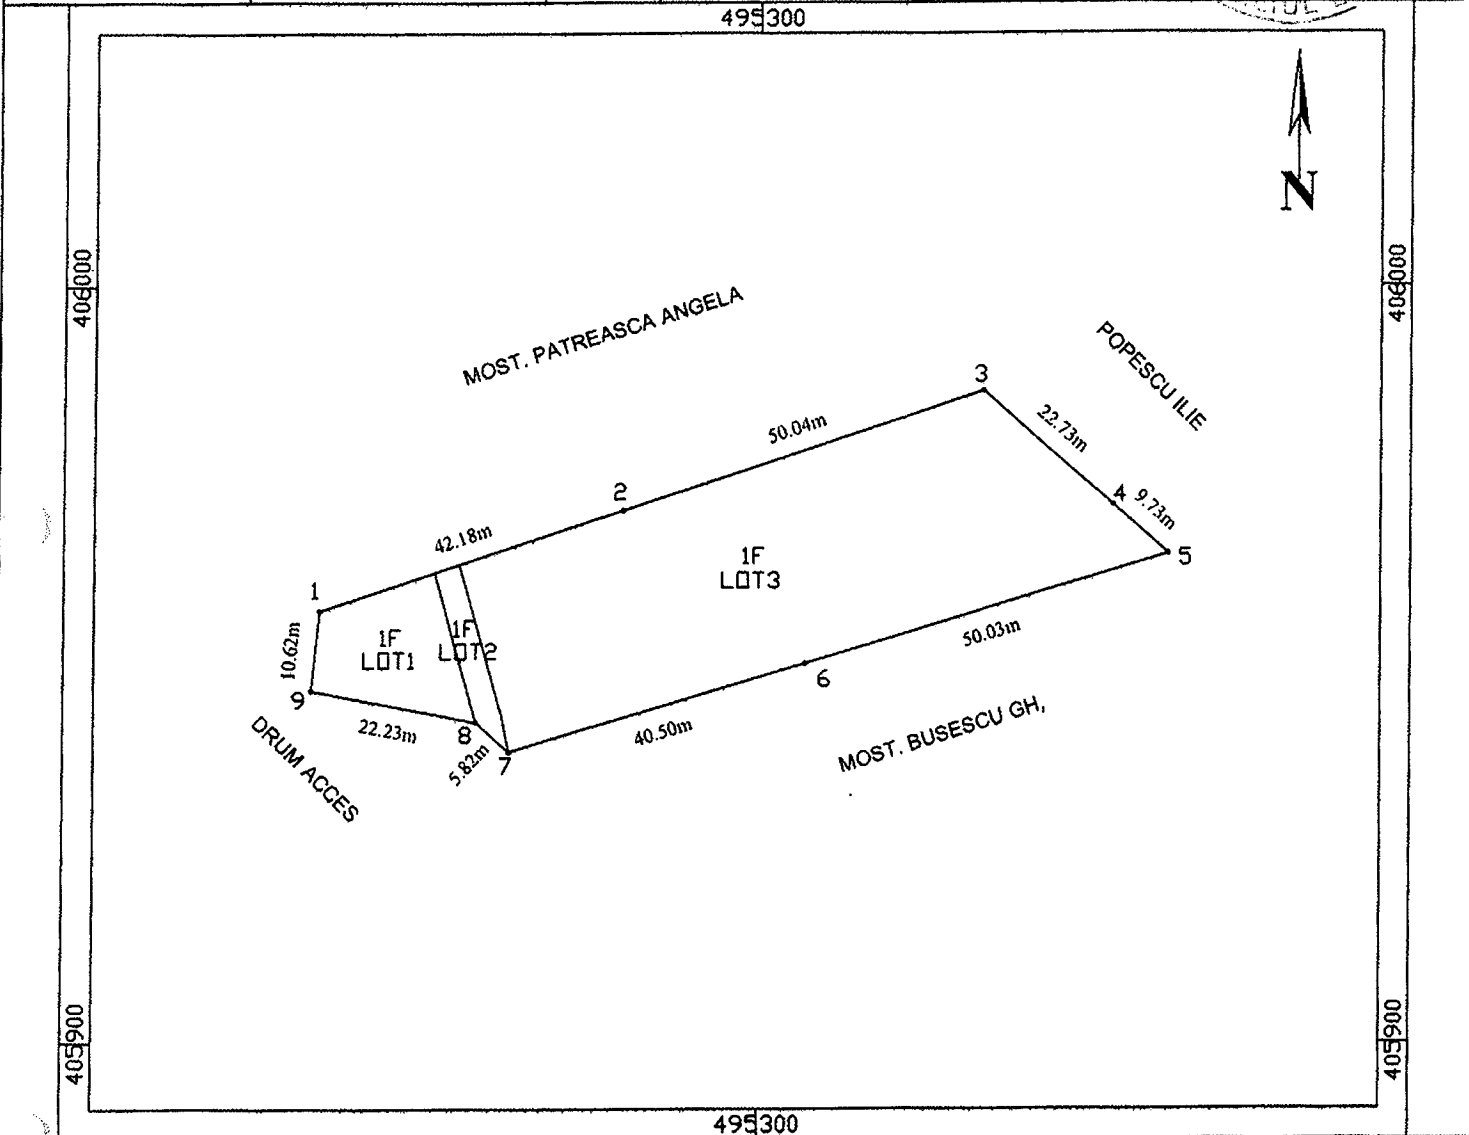 495300
N
406000
406000
MOST. PATREASCA ANGELA
POPESCU ILIE
3
22.73m
50.04m
2
4
9.73m
42.18m
5
1F
LOT3
1
10.62m
1F
LOT1
1F
LOT2
50.03m
6
9
22.23m
8
5.82m
7
40.50m
MOST. BUSESCU GH,
DRUM ACCES
405900
405900
495300